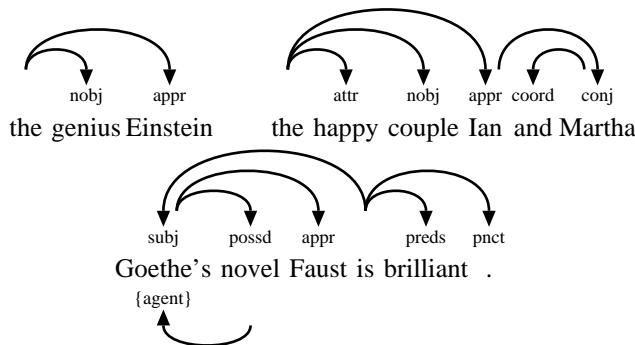 nobj appr attr nobj appr coord conj
the genius Einstein the happy couple Ian and Martha
subj possd appr preds pnct
Goethe's novel Faust is brilliant .
{agent}